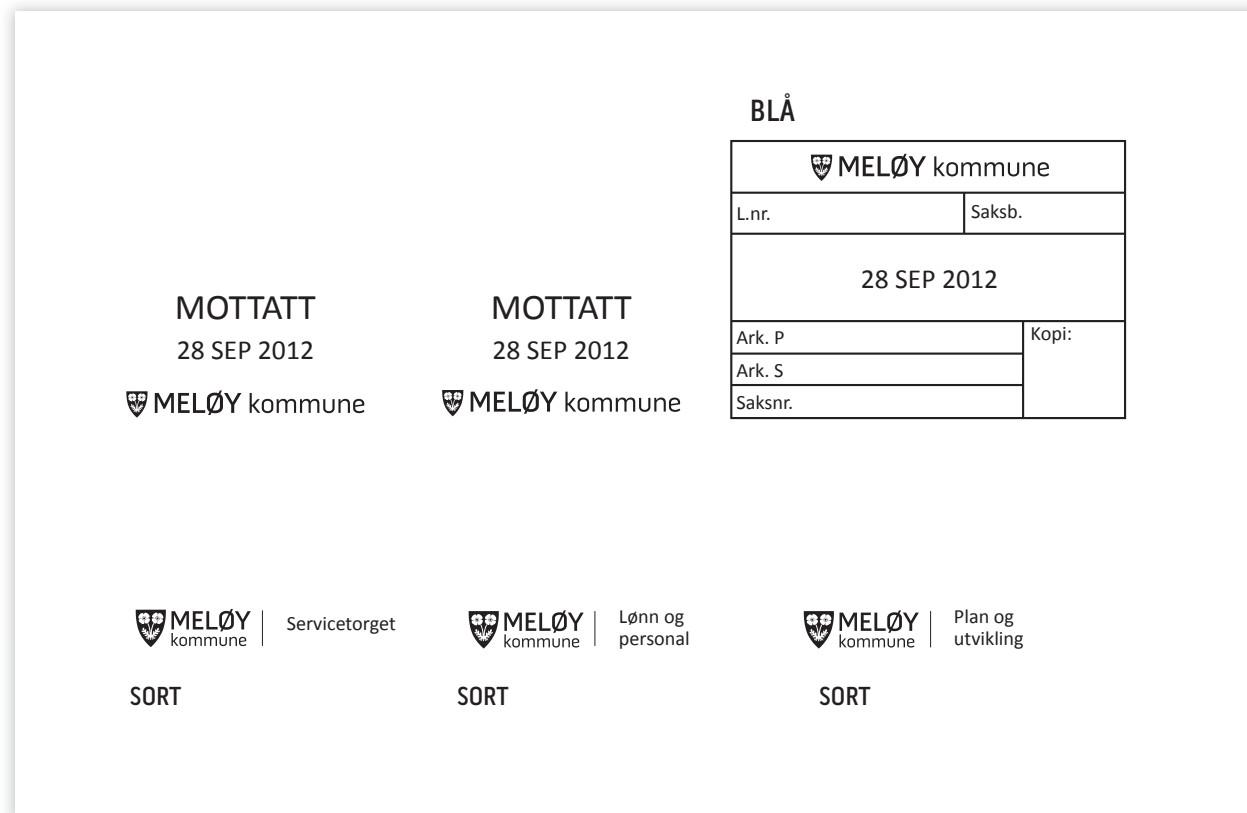 BLÅ
MELØY kommune
L.nr.
Saksb.
28 SEP 2012
Ark. P
Kopi:
Ark. S
Saksnr.
MOTTATT
28 SEP 2012
MELØY kommune
MOTTATT
28 SEP 2012
MELØY kommune
MELØY
kommune
Servicetorget
SORT
MELØY
kommune
Lønn og
personal
SORT
MELØY
kommune
Plan og
utvikling
SORT